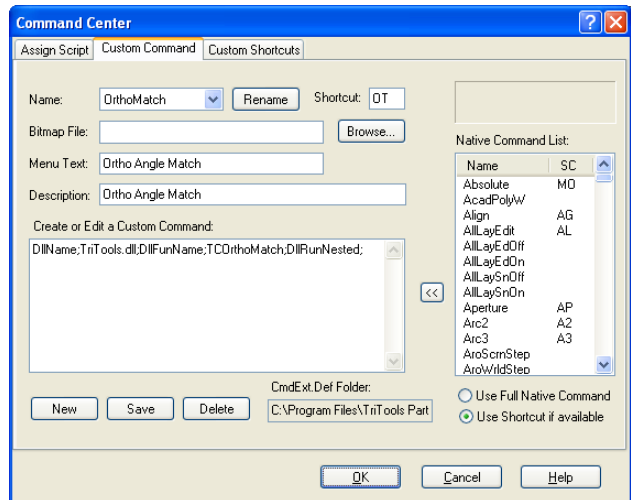 Command Center
Assign Script Custom Command Custom Shortcuts
Name: OrthoMatch Rename Shortcut: OT
Bitmap File: Browse...
Menu Text: Ortho Angle Match
Description: Ortho Angle Match
Create or Edit a Custom Command:
DllName;TriTools.dll;DllFunName;TCOrthoMatch;DllRunNested;
<<
New Save Delete
CmdExt.Def Folder:
C:\Program Files\TriTools Part
Native Command List:
Name SC
Absolute MO
AcadPolyW
Align AG
AllLayEdit AL
AllLayEdOff
AllLayEdOn
AllLaySnOff
AllLaySnOn
Aperture AP
Arc2 A2
Arc3 A3
AroScrnStep
AroWrldStep
Use Full Native Command
Use Shortcut if available
OK Cancel Help